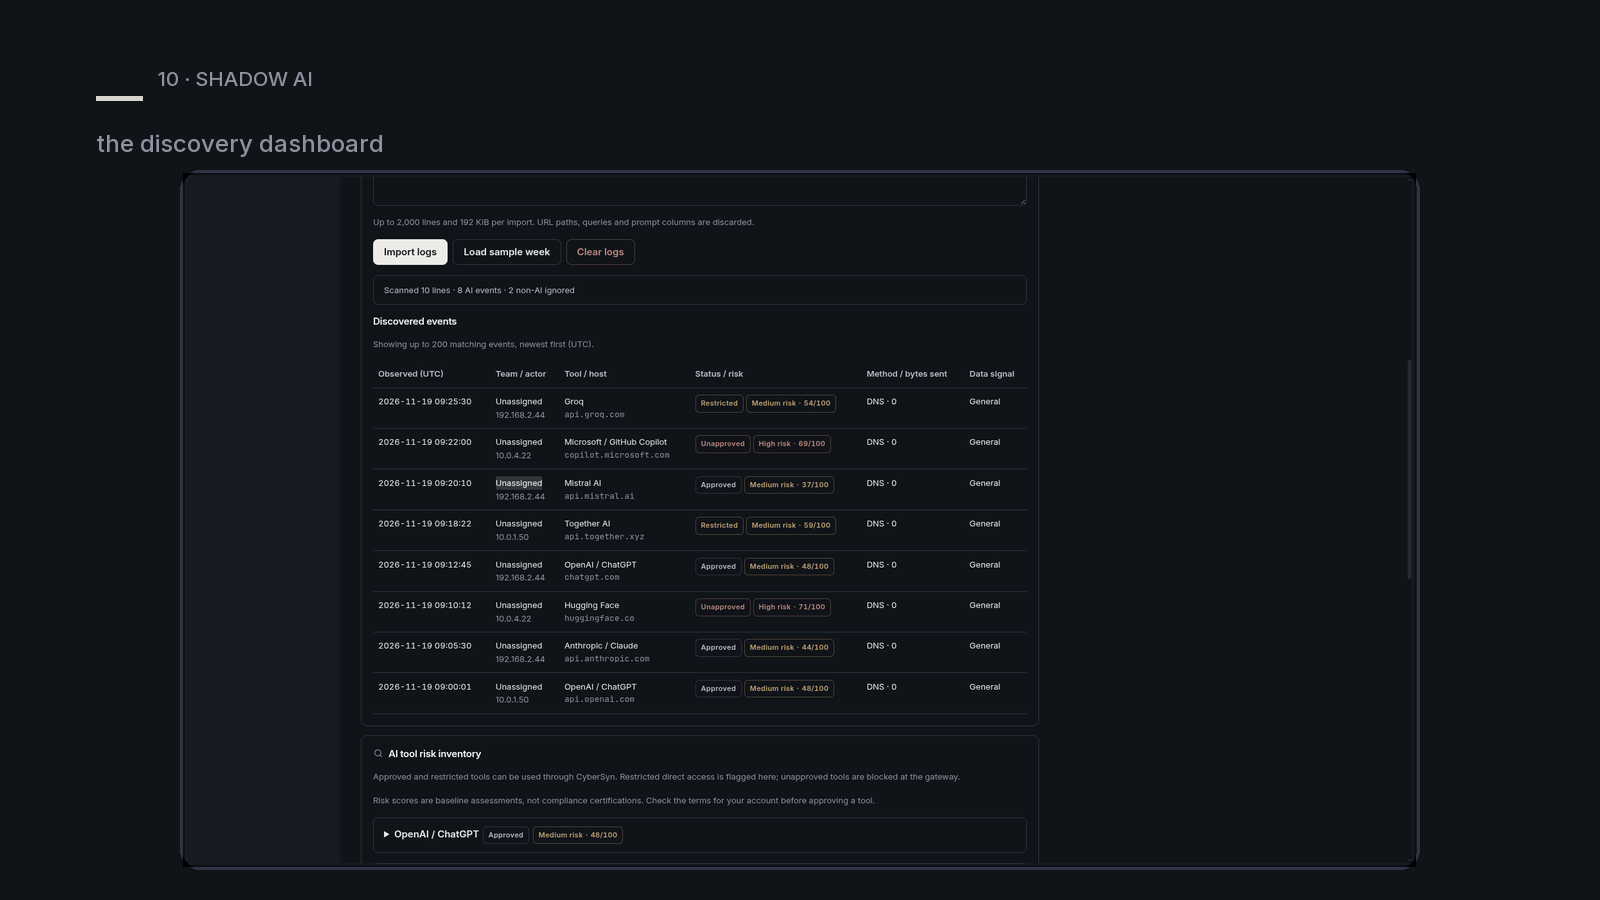 10 · SHADOW AI
the discovery dashboard
Up to 2,000 lines and 192 KiB per import. URL paths, queries and prompt columns are discarded.
Import logs Load sample week Clear logs
Scanned 10 lines · 8 AI events · 2 non-AI ignored
Discovered events
Showing up to 200 matching events, newest first (UTC).
Observed (UTC) Team / actor Tool / host Status / risk Method / bytes sent Data signal
2026-11-19 09:25:30 Unassigned Groq Restricted Medium risk · 54/100 DNS · 0 General
192.168.2.44 api.groq.com
2026-11-19 09:22:00 Unassigned Microsoft / GitHub Copilot Unapproved High risk · 69/100 DNS · 0 General
10.0.4.22 copilot.microsoft.com
2026-11-19 09:20:10 Unassigned Mistral AI Approved Medium risk · 37/100 DNS · 0 General
192.168.2.44 api.mistral.ai
2026-11-19 09:18:22 Unassigned Together AI Restricted Medium risk · 59/100 DNS · 0 General
10.0.1.50 api.together.xyz
2026-11-19 09:12:45 Unassigned OpenAI / ChatGPT Approved Medium risk · 48/100 DNS · 0 General
192.168.2.44 chatgpt.com
2026-11-19 09:10:12 Unassigned Hugging Face Unapproved High risk · 71/100 DNS · 0 General
10.0.4.22 huggingface.co
2026-11-19 09:05:30 Unassigned Anthropic / Claude Approved Medium risk · 44/100 DNS · 0 General
192.168.2.44 api.anthropic.com
2026-11-19 09:00:01 Unassigned OpenAI / ChatGPT Approved Medium risk · 48/100 DNS · 0 General
10.0.1.50 api.openai.com
AI tool risk inventory
Approved and restricted tools can be used through CyberSyn. Restricted direct access is flagged here; unapproved tools are blocked at the gateway.
Risk scores are baseline assessments, not compliance certifications. Check the terms for your account before approving a tool.
OpenAI / ChatGPT Approved Medium risk · 48/100